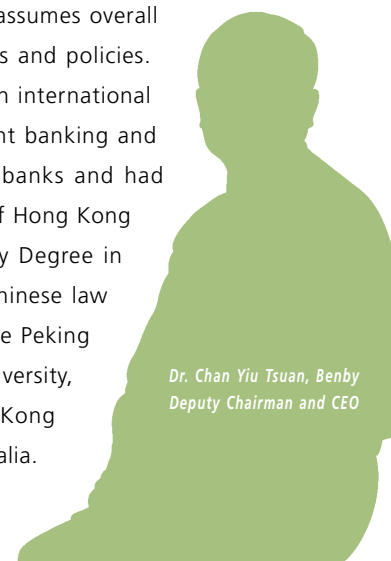 assumes overall
s and policies.
n international
nt banking and
banks and had
f Hong Kong
y Degree in
hinese law
e Peking
versity,
Kong
alia.
Dr. Chan Yiu Tsuan, Benby
Deputy Chairman and CEO